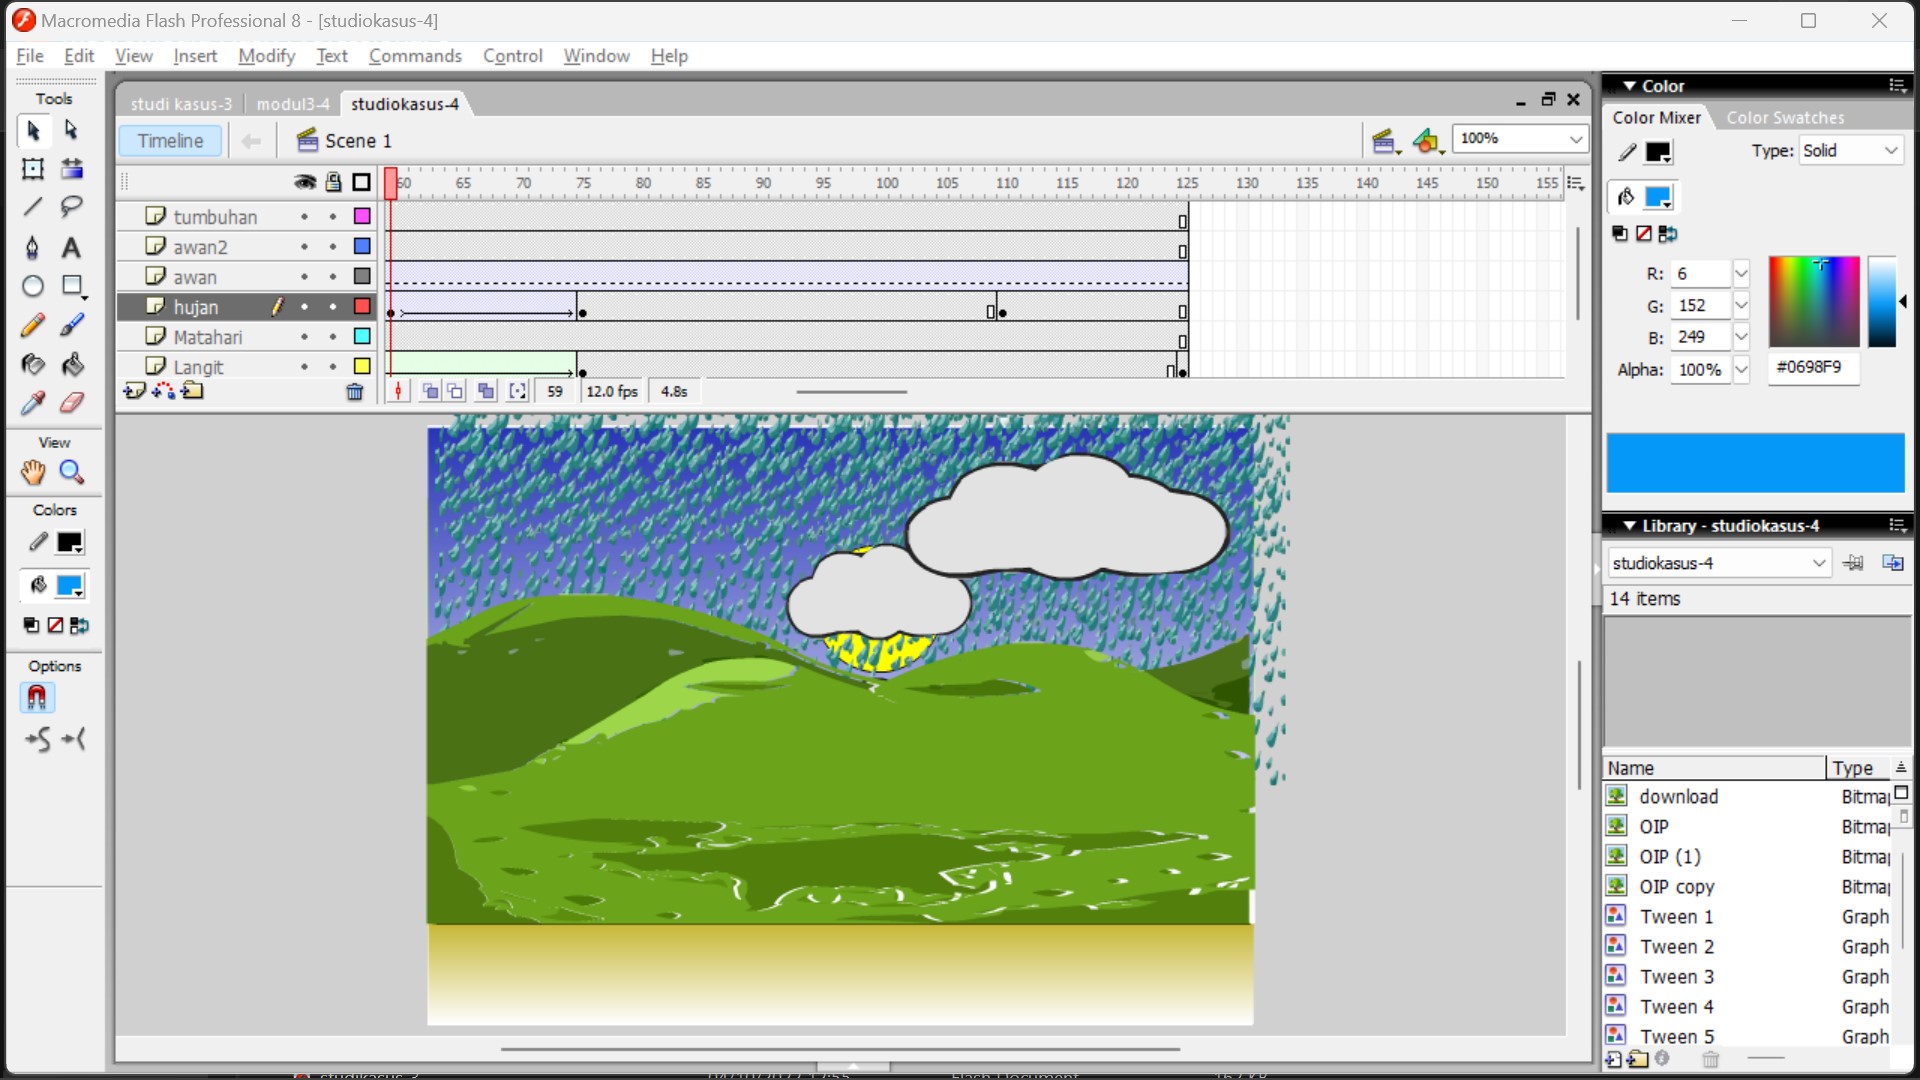 Macromedia Flash Professional 8 - [studiokasus-4]
File Edit View Insert Modify Text Commands Control Window Help
Tools
View
Colors
Options
studi kasus-3 modul3-4 studiokasus-4
Timeline Scene 1 100%
60 65 70 75 80 85 90 95 100 105 110 115 120 125 130 135 140 145 150 155
tumbuhan
awan2
awan
hujan
Matahari
Langit
59 12.0 fps 4.8s
Color
Color Mixer Color Swatches
Type: Solid
R: 6
G: 152
B: 249
Alpha: 100% #0698F9
Library - studiokasus-4
studiokasus-4
14 items
Name Type
download Bitma
OIP Bitma
OIP (1) Bitma
OIP copy Bitma
Tween 1 Graph
Tween 2 Graph
Tween 3 Graph
Tween 4 Graph
Tween 5 Graph